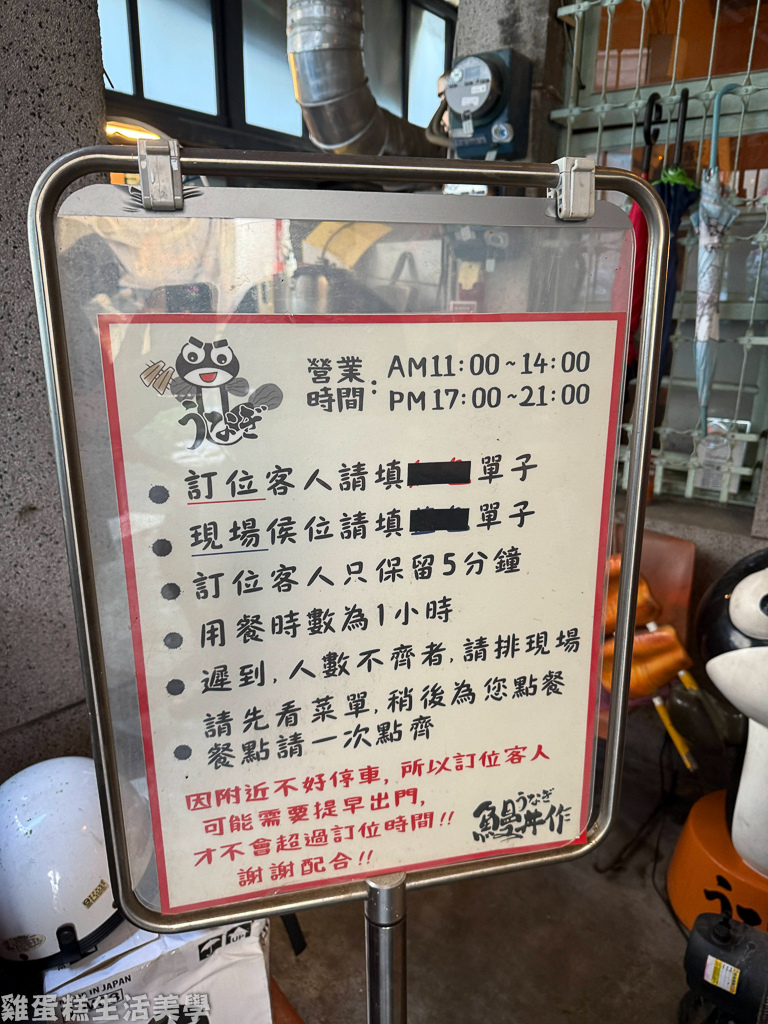 營業時間: AM11:00~14:00
PM17:00~21:00
うなぎ
訂位客人請填 單子
現場侯位請填 單子
訂位客人只保留5分鐘
用餐時數為1小時
遲到,人數不齊者,請排現場
請先看菜單,稍後為您點餐
餐點請一次點齊
因附近不好停車,所以訂位客人
可能需要提早出門,
才不會超過訂位時間!!
謝謝配合!!
うなぎ
鰻丼作
UP
MADE IN JAPAN
雞蛋糕生活美學